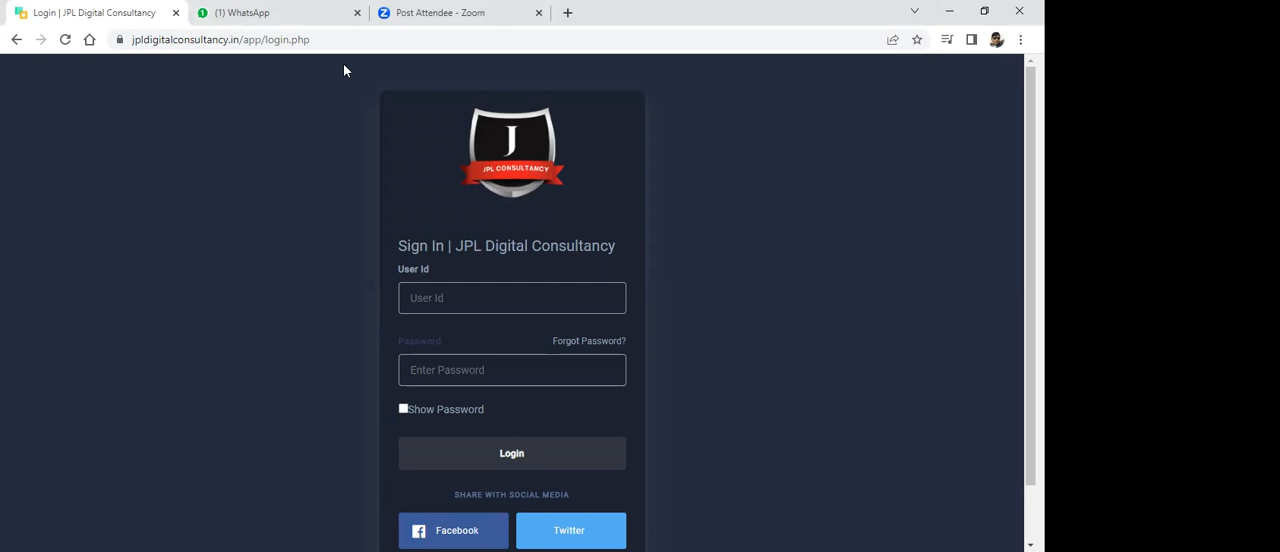 Login | JPL Digital Consultancy
(1) WhatsApp
Post Attendee - Zoom
jpldigitalconsultancy.in/app/login.php
J
JPL CONSULTANCY
Sign In | JPL Digital Consultancy
User Id
User Id
Password Forgot Password?
Enter Password
Show Password
Login
SHARE WITH SOCIAL MEDIA
Facebook Twitter